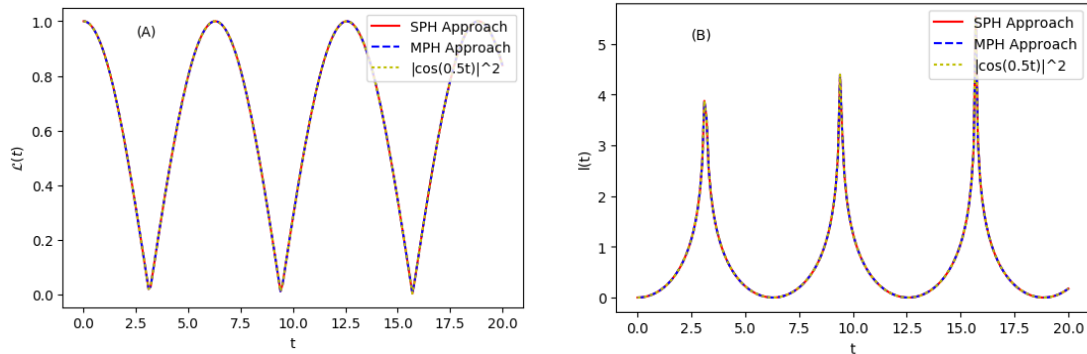 (A)
SPH Approach
MPH Approach
|cos(0.5t)|^2
1.0
0.8
0.6
0.4
0.2
0.0
ℒ(t)
0.0 2.5 5.0 7.5 10.0 12.5 15.0 17.5 20.0
t
(B)
SPH Approach
MPH Approach
|cos(0.5t)|^2
5
4
3
2
1
0
l(t)
0.0 2.5 5.0 7.5 10.0 12.5 15.0 17.5 20.0
t